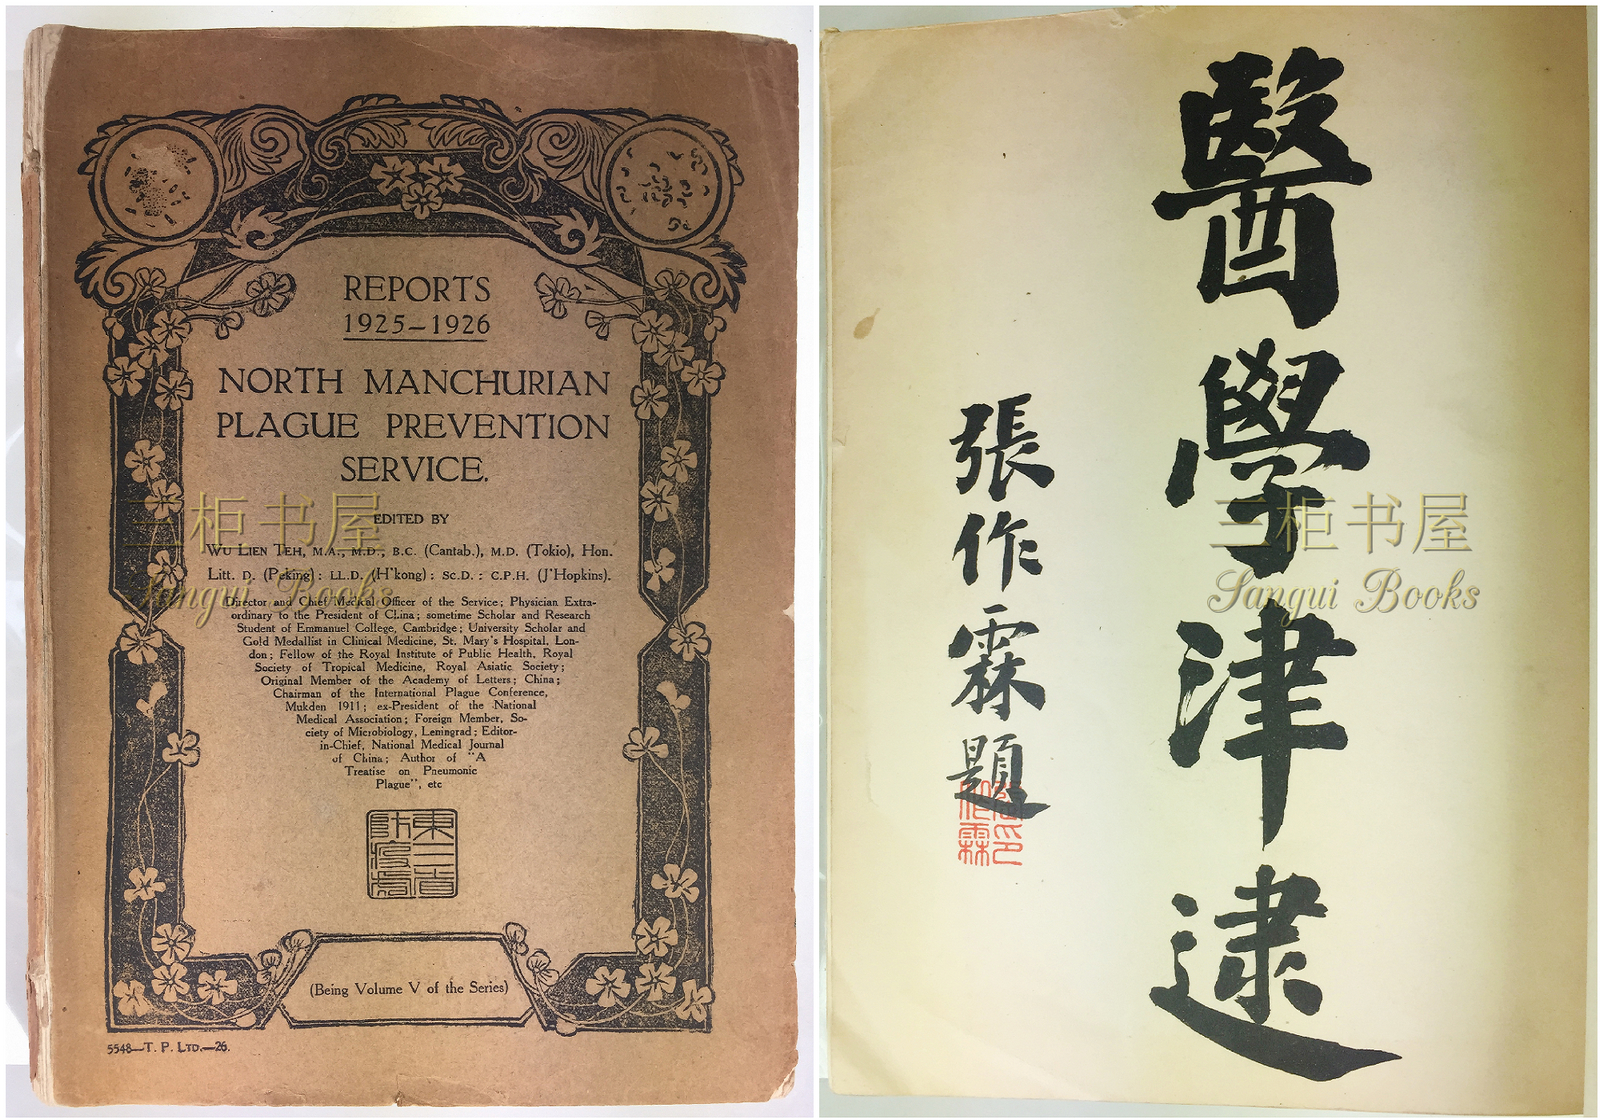 REPORTS
1925–1926
NORTH MANCHURIAN
PLAGUE PREVENTION
SERVICE.
EDITED BY
WU LIEN TEH, M.A., M.D., B.C. (Cantab.), M.D. (Tokio), Hon.
Litt. D. (Peking); LL.D. (H'kong); Sc.D.; C.P.H. (J'Hopkins).
Director and Chief Medical Officer of the Service; Physician Extra-
ordinary to the President of China; sometime Scholar and Research
Student of Emmanuel College, Cambridge; University Scholar and
Gold Medallist in Clinical Medicine, St. Mary's Hospital, Lon-
don; Fellow of the Royal Institute of Public Health, Royal
Society of Tropical Medicine, Royal Asiatic Society;
Original Member of the Academy of Letters; China;
Chairman of the International Plague Conference,
Mukden 1911; ex-President of the National
Medical Association; Foreign Member, So-
ciety of Microbiology, Leningrad; Editor-
in-Chief, National Medical Journal
of China; Author of "A
Treatise on Pneumonic
Plague", etc
東三省
防疫處
(Being Volume V of the Series)
5548—T. P. LTD.—26.
三柜书屋
Sangui Books
醫學津逮
張作霖題
張印
作霖
三柜书屋
Sangui Books